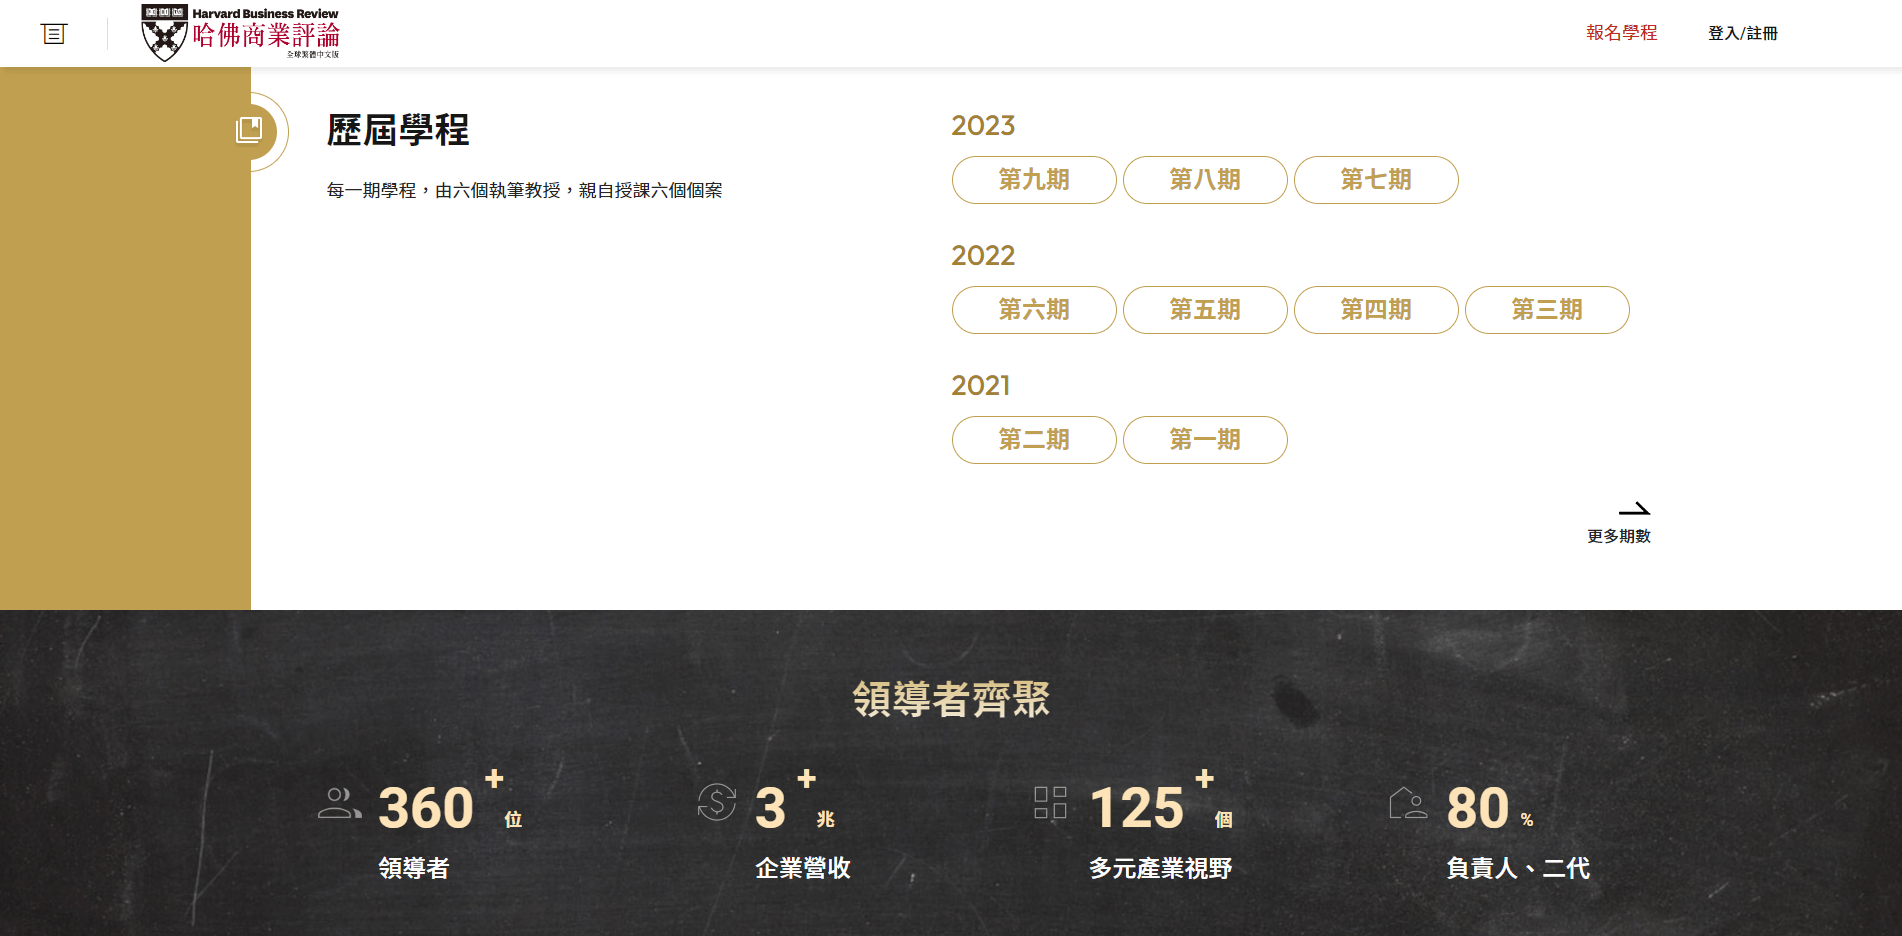 Harvard Business Review
哈佛商業評論
全球繁體中文版
報名學程
登入/註冊
歷屆學程
每一期學程，由六個執筆教授，親自授課六個個案
2023
第九期 第八期 第七期
2022
第六期 第五期 第四期 第三期
2021
第二期 第一期
更多期數
領導者齊聚
360+位
領導者
3+兆
企業營收
125+個
多元產業視野
80%
負責人、二代